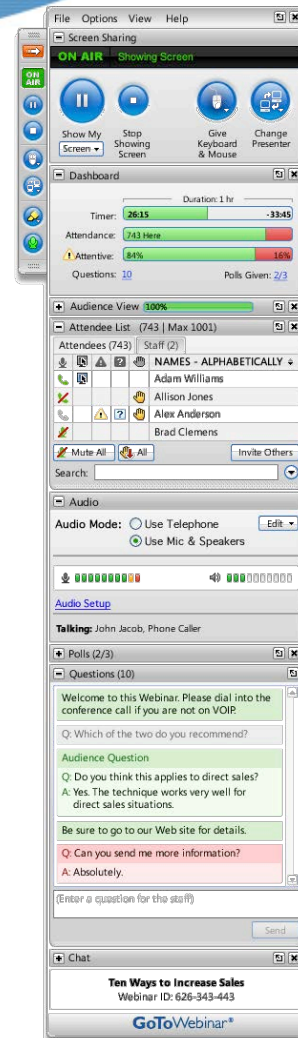 File Options View Help
Screen Sharing
ON AIR Showing Screen
ON AIR
Show My
Screen
Stop
Showing
Screen
Give
Keyboard
& Mouse
Change
Presenter
Dashboard
Duration: 1 hr
Timer: 26:15 -33:45
Attendance: 743 Here
Attentive: 84% 16%
Questions: 10 Polls Given: 2/3
Audience View 100%
Attendee List (743 | Max 1001)
Attendees (743) Staff (2)
NAMES - ALPHABETICALLY
Adam Williams
Allison Jones
? Alex Anderson
Brad Clemens
Mute All All Invite Others
Search:
Audio
Audio Mode: Use Telephone Edit
Use Mic & Speakers
Audio Setup
Talking: John Jacob, Phone Caller
Polls (2/3)
Questions (10)
Welcome to this Webinar. Please dial into the
conference call if you are not on VOIP.
Q: Which of the two do you recommend?
Audience Question
Q: Do you think this applies to direct sales?
A: Yes. The technique works very well for
direct sales situations.
Be sure to go to our Web site for details.
Q: Can you send me more information?
A: Absolutely.
(Enter a question for the staff)
Send
Chat
Ten Ways to Increase Sales
Webinar ID: 626-343-443
GoToWebinar